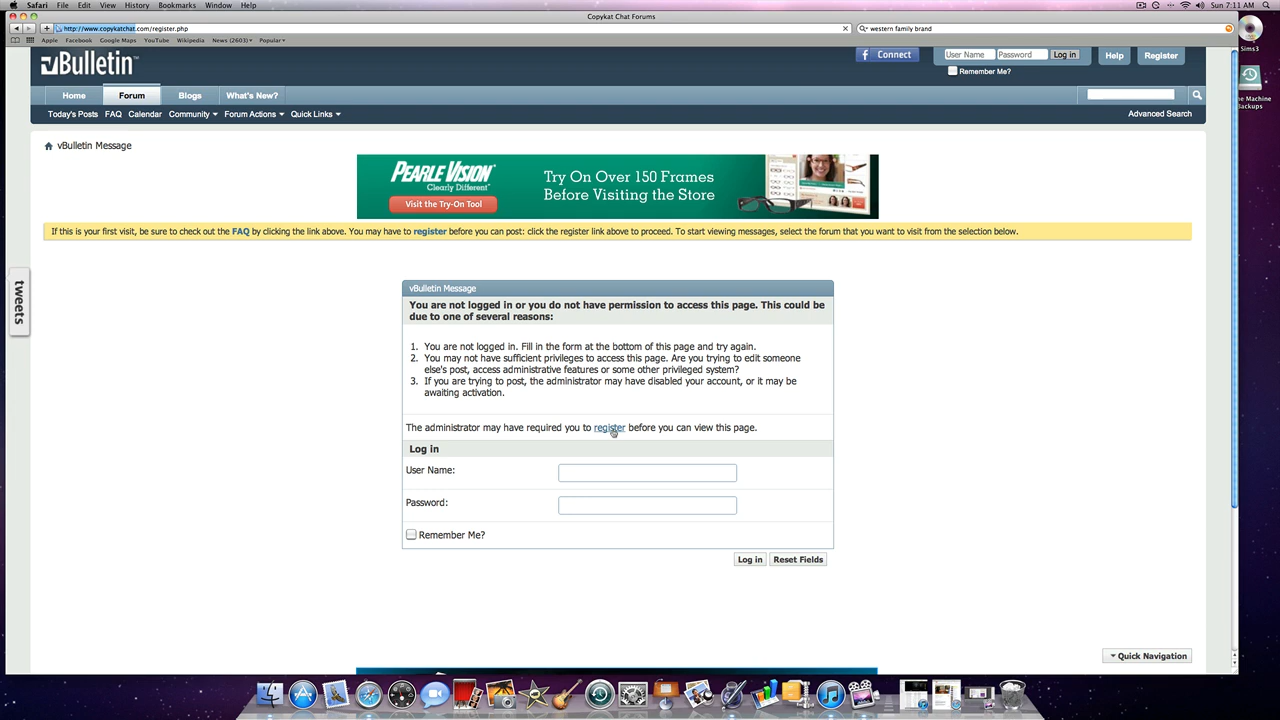 Safari File Edit View History Bookmarks Window Help
Sun 7:11 AM
Copykat Chat Forums
http://www.copykatchat.com/register.php
western family brand
Apple Facebook Google Maps YouTube Wikipedia News (2603) Popular
Sims3
e Machine
Backups
vBulletin
f Connect
User Name Password Log in
Remember Me?
Help Register
Home Forum Blogs What's New?
Today's Posts FAQ Calendar Community Forum Actions Quick Links
Advanced Search
vBulletin Message
PEARLE VISION
Clearly Different
Visit the Try-On Tool
Try On Over 150 Frames
Before Visiting the Store
If this is your first visit, be sure to check out the FAQ by clicking the link above. You may have to register before you can post: click the register link above to proceed. To start viewing messages, select the forum that you want to visit from the selection below.
tweets
vBulletin Message
You are not logged in or you do not have permission to access this page. This could be
due to one of several reasons:
1. You are not logged in. Fill in the form at the bottom of this page and try again.
2. You may not have sufficient privileges to access this page. Are you trying to edit someone
else's post, access administrative features or some other privileged system?
3. If you are trying to post, the administrator may have disabled your account, or it may be
awaiting activation.
The administrator may have required you to register before you can view this page.
Log in
User Name:
Password:
Remember Me?
Log in Reset Fields
Quick Navigation